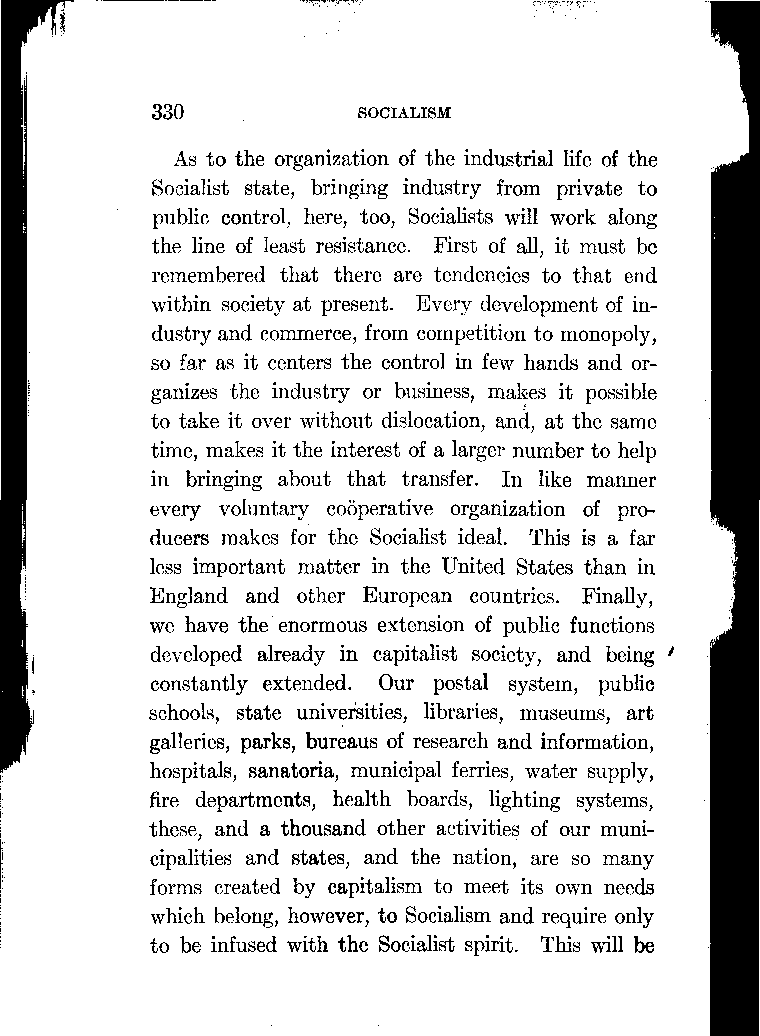 330 SOCIALISM
As to the organization of the industrial life of the
Socialist state, bringing industry from private to
public control, here, too, Socialists will work along
the line of least resistance. First of all, it must be
remembered that there are tendencies to that end
within society at present. Every development of in-
dustry and commerce, from competition to monopoly,
so far as it centers the control in few hands and or-
ganizes the industry or business, makes it possible
to take it over without dislocation, and, at the same
time, makes it the interest of a larger number to help
in bringing about that transfer. In like manner
every voluntary coöperative organization of pro-
ducers makes for the Socialist ideal. This is a far
less important matter in the United States than in
England and other European countries. Finally,
we have the enormous extension of public functions
developed already in capitalist society, and being
constantly extended. Our postal system, public
schools, state universities, libraries, museums, art
galleries, parks, bureaus of research and information,
hospitals, sanatoria, municipal ferries, water supply,
fire departments, health boards, lighting systems,
these, and a thousand other activities of our muni-
cipalities and states, and the nation, are so many
forms created by capitalism to meet its own needs
which belong, however, to Socialism and require only
to be infused with the Socialist spirit. This will be